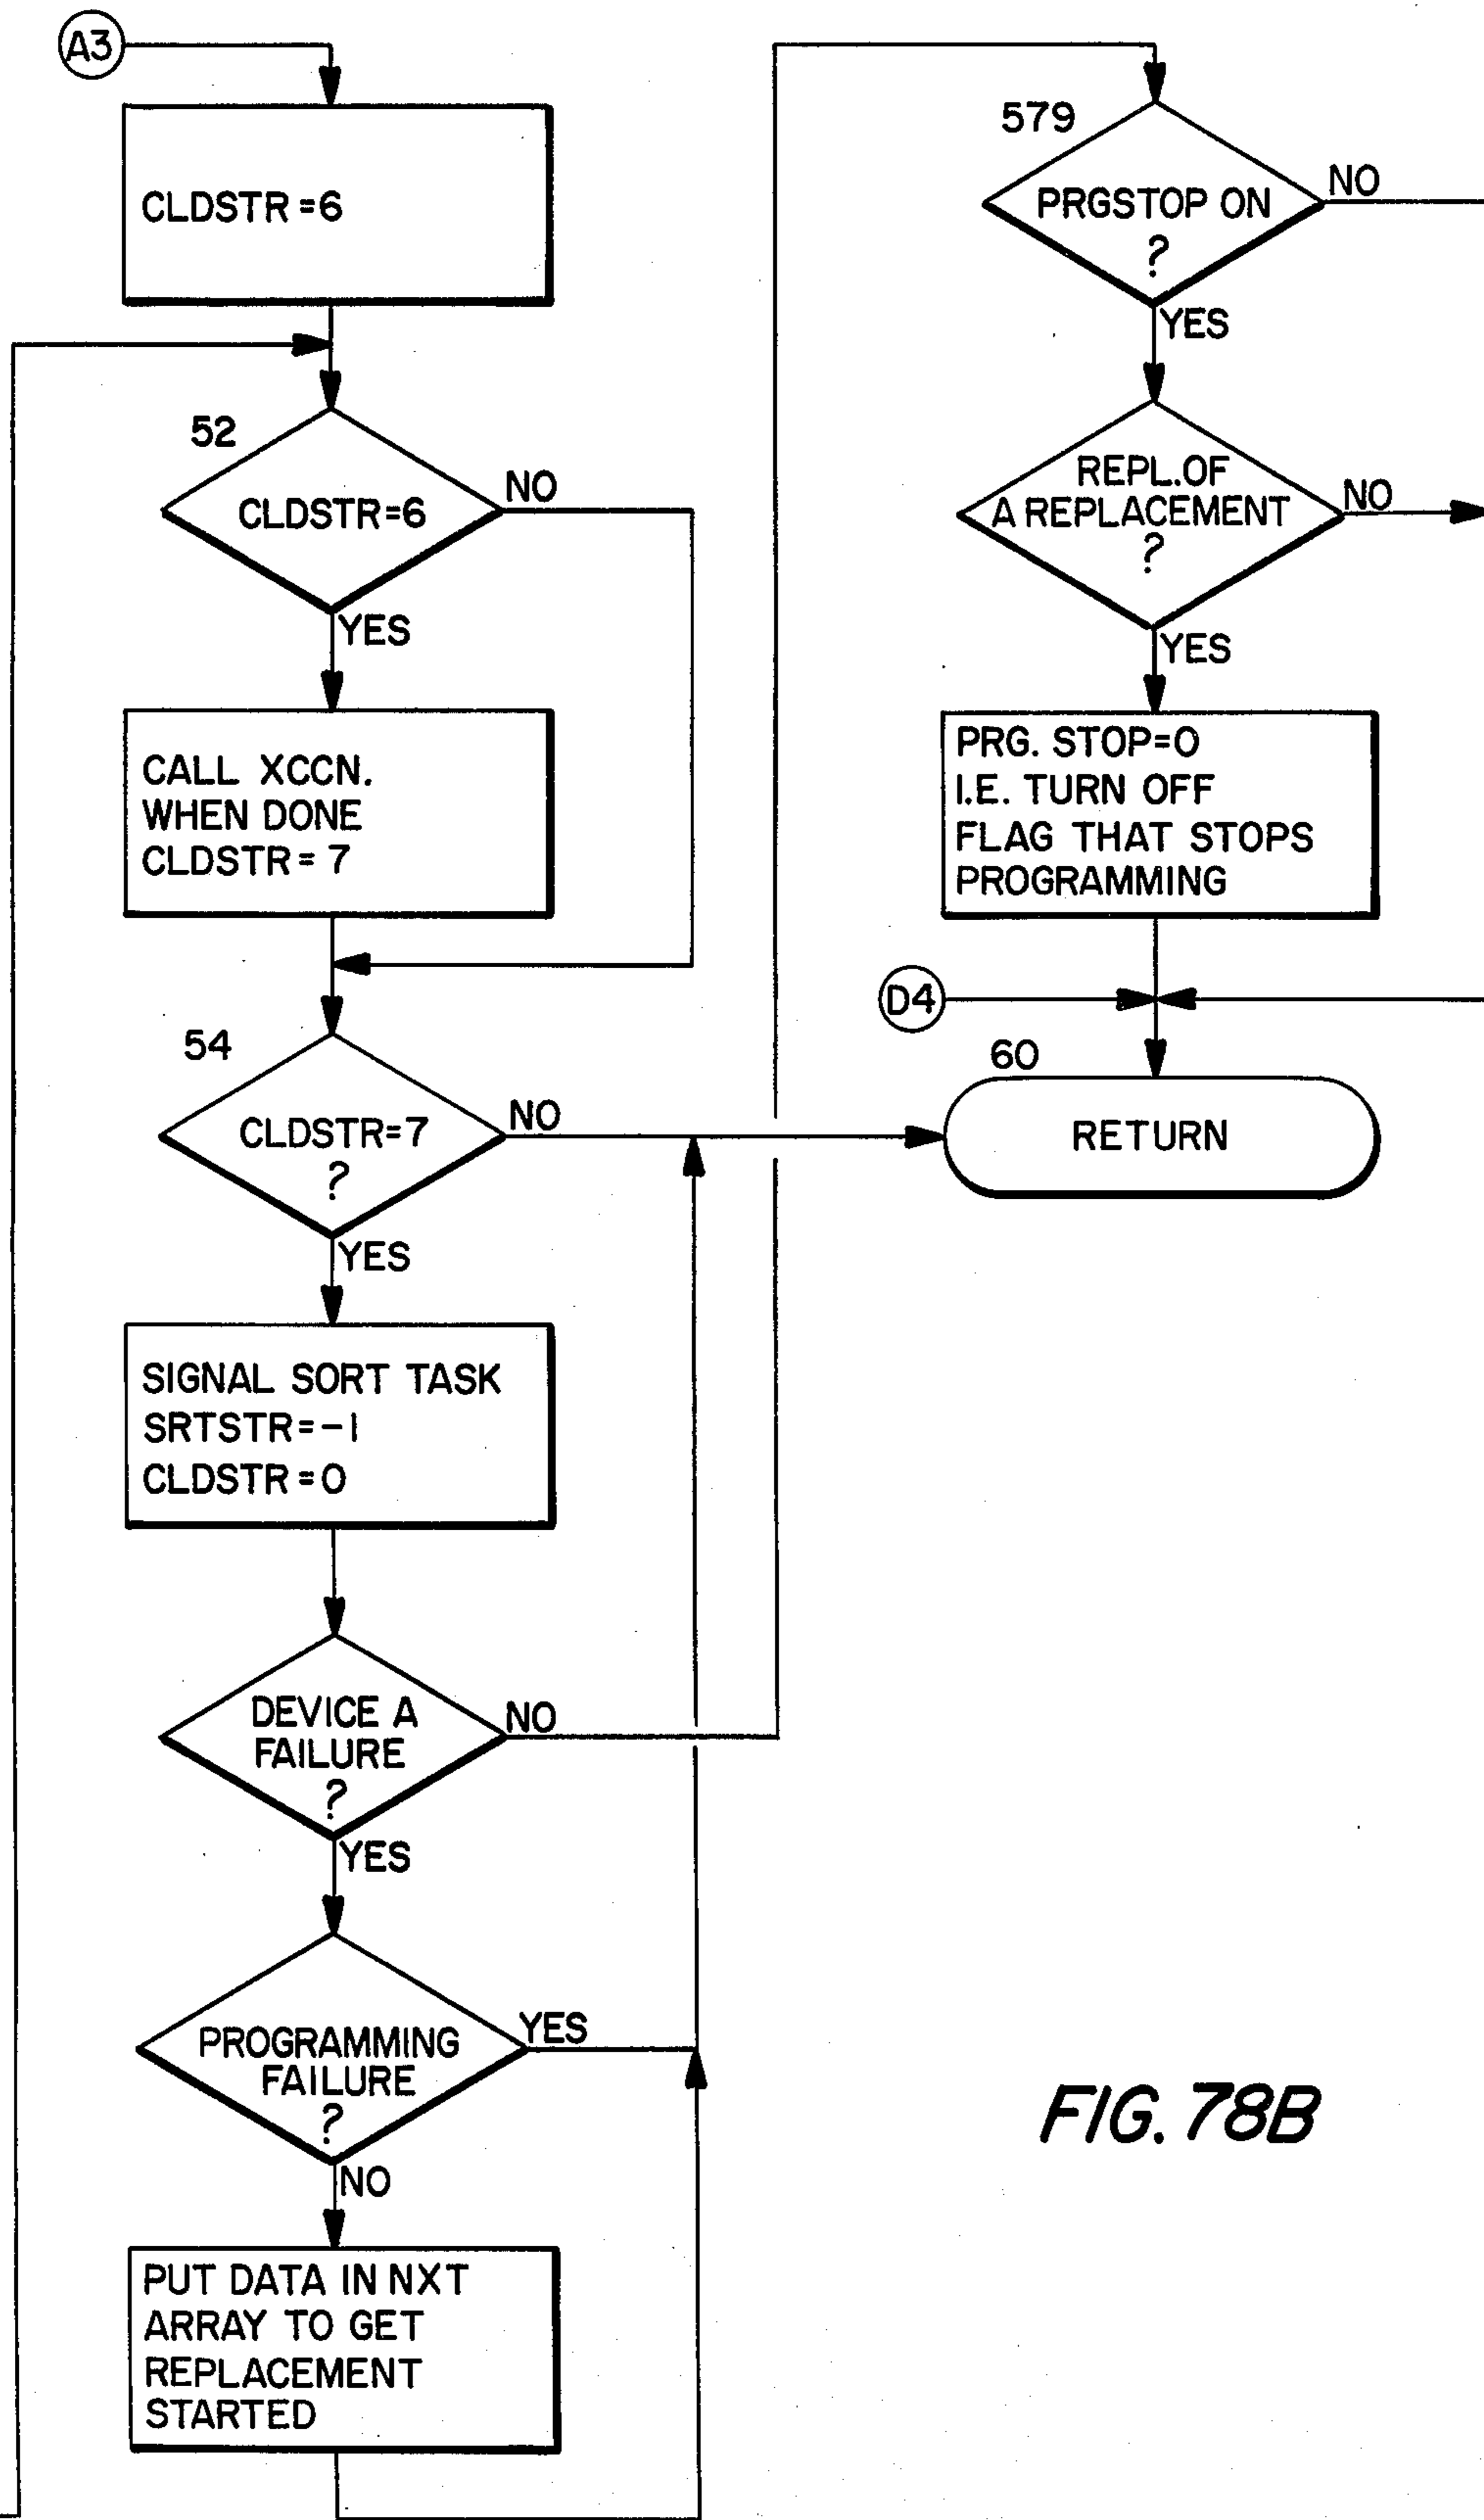 A3
CLDSTR=6
52
CLDSTR=6
NO
YES
CALL XCCN.
WHEN DONE
CLDSTR=7
54
CLDSTR=7
?
NO
YES
SIGNAL SORT TASK
SRTSTR=-1
CLDSTR=0
DEVICE A
FAILURE
?
NO
YES
PROGRAMMING
FAILURE
?
YES
NO
PUT DATA IN NXT
ARRAY TO GET
REPLACEMENT
STARTED
579
PRGSTOP ON
?
NO
YES
REPL. OF
A REPLACEMENT
?
NO
YES
PRG. STOP=0
I.E. TURN OFF
FLAG THAT STOPS
PROGRAMMING
D4
60
RETURN
FIG. 78B